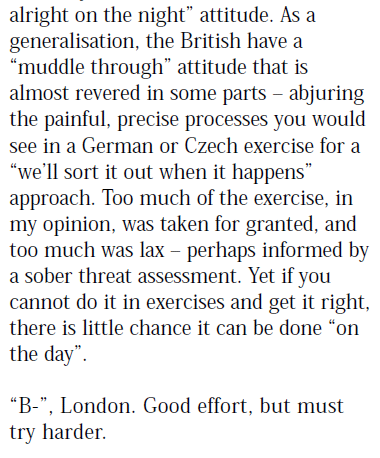 alright on the night” attitude. As a
generalisation, the British have a
“muddle through” attitude that is
almost revered in some parts – abjuring
the painful, precise processes you would
see in a German or Czech exercise for a
“we’ll sort it out when it happens”
approach. Too much of the exercise, in
my opinion, was taken for granted, and
too much was lax – perhaps informed by
a sober threat assessment. Yet if you
cannot do it in exercises and get it right,
there is little chance it can be done “on
the day”.
“B-”, London. Good effort, but must
try harder.